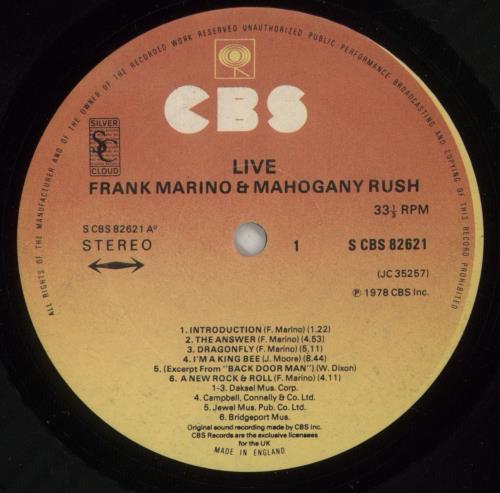 ALL RIGHTS OF THE MANUFACTURER AND OF THE OWNER OF THE RECORDED WORK RESERVED UNAUTHORIZED PUBLIC PERFORMANCE BROADCASTING AND COPYING OF THIS RECORD PROHIBITED
CBS
SILVER
SC
CLOUD
LIVE
FRANK MARINO & MAHOGANY RUSH
33⅓ RPM
S CBS 82621 Aº
STEREO
1
S CBS 82621
(JC 35257)
℗ 1978 CBS Inc.
1. INTRODUCTION (F. Marino) (1.22)
2. THE ANSWER (F. Marino) (4.53)
3. DRAGONFLY (F. Marino) (5.11)
4. I'M A KING BEE (J. Moore) (8.44)
5. (Excerpt From "BACK DOOR MAN") (W. Dixon)
6. A NEW ROCK & ROLL (F. Marino) (4.11)
1-3. Daksel Mus. Corp.
4. Campbell, Connelly & Co. Ltd.
5. Jewel Mus. Pub. Co. Ltd.
6. Bridgeport Mus.
Original sound recording made by CBS Inc.
CBS Records are the exclusive licensees
for the UK
MADE IN ENGLAND